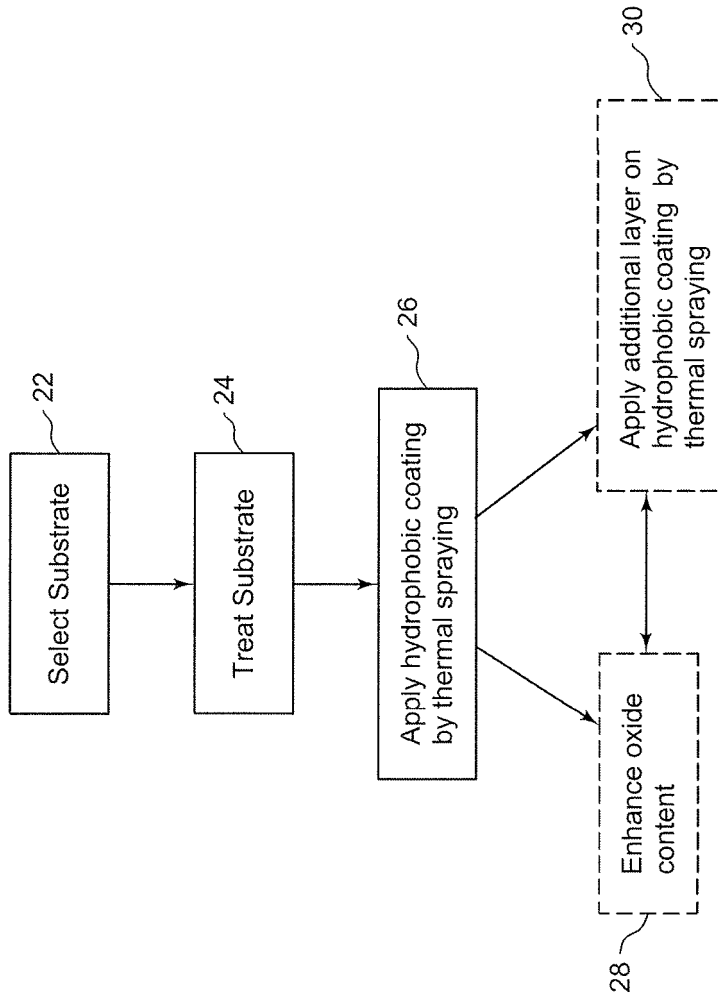 22
Select Substrate
24
Treat Substrate
26
Apply hydrophobic coating
by thermal spraying
28
Enhance oxide
content
30
Apply additional layer on
hydrophobic coating by
thermal spraying